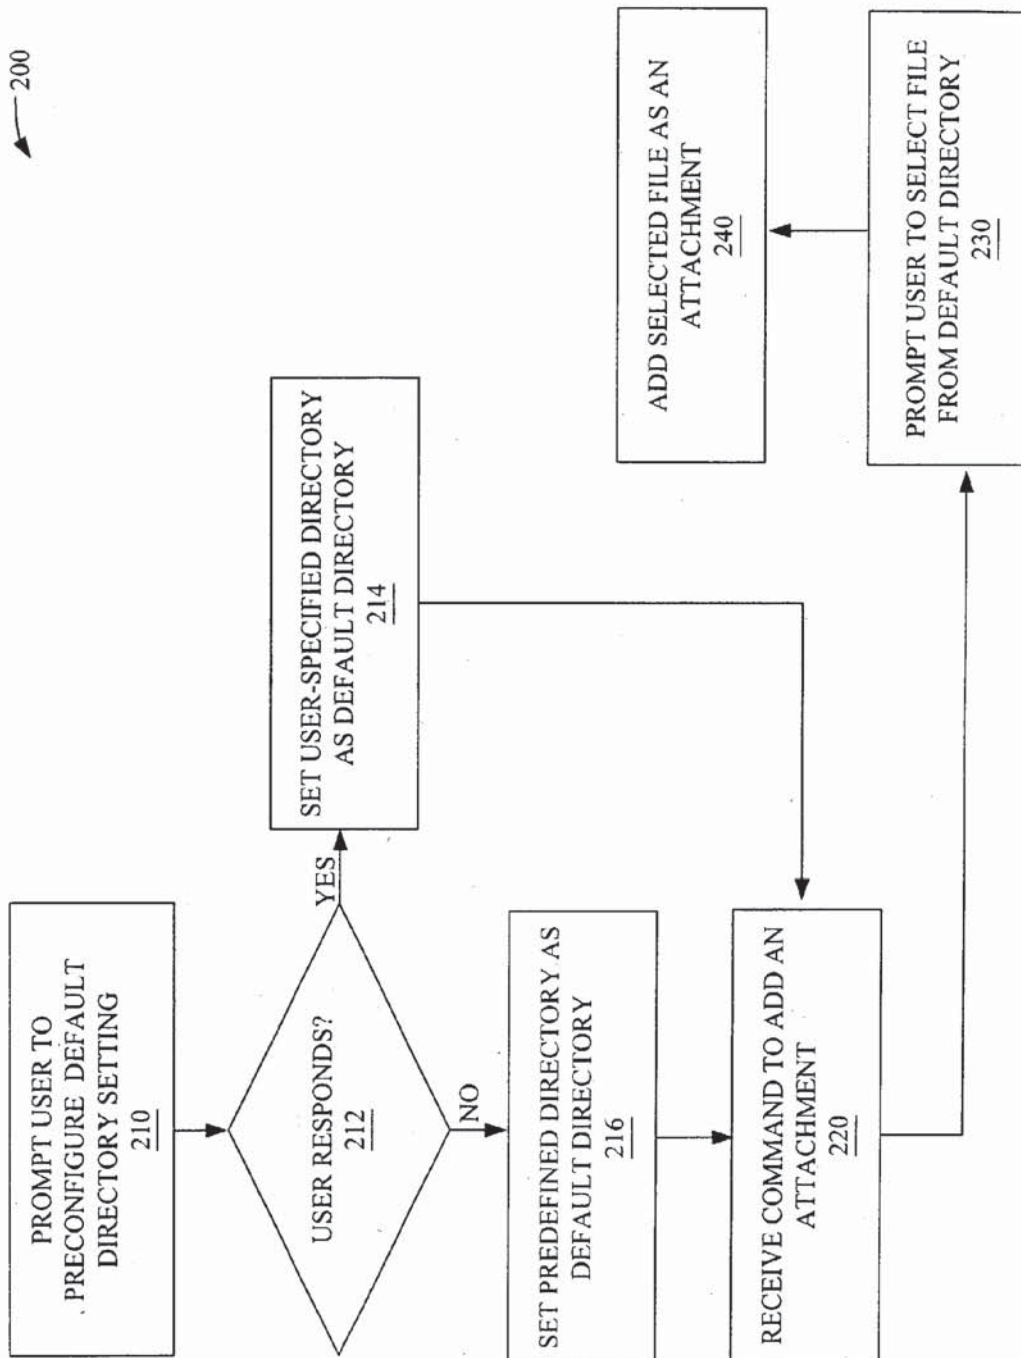 200
PROMPT USER TO
PRECONFIGURE DEFAULT
DIRECTORY SETTING
210
USER RESPONDS?
212
YES
SET USER-SPECIFIED DIRECTORY
AS DEFAULT DIRECTORY
214
NO
SET PREDEFINED DIRECTORY AS
DEFAULT DIRECTORY
216
RECEIVE COMMAND TO ADD AN
ATTACHMENT
220
PROMPT USER TO SELECT FILE
FROM DEFAULT DIRECTORY
230
ADD SELECTED FILE AS AN
ATTACHMENT
240